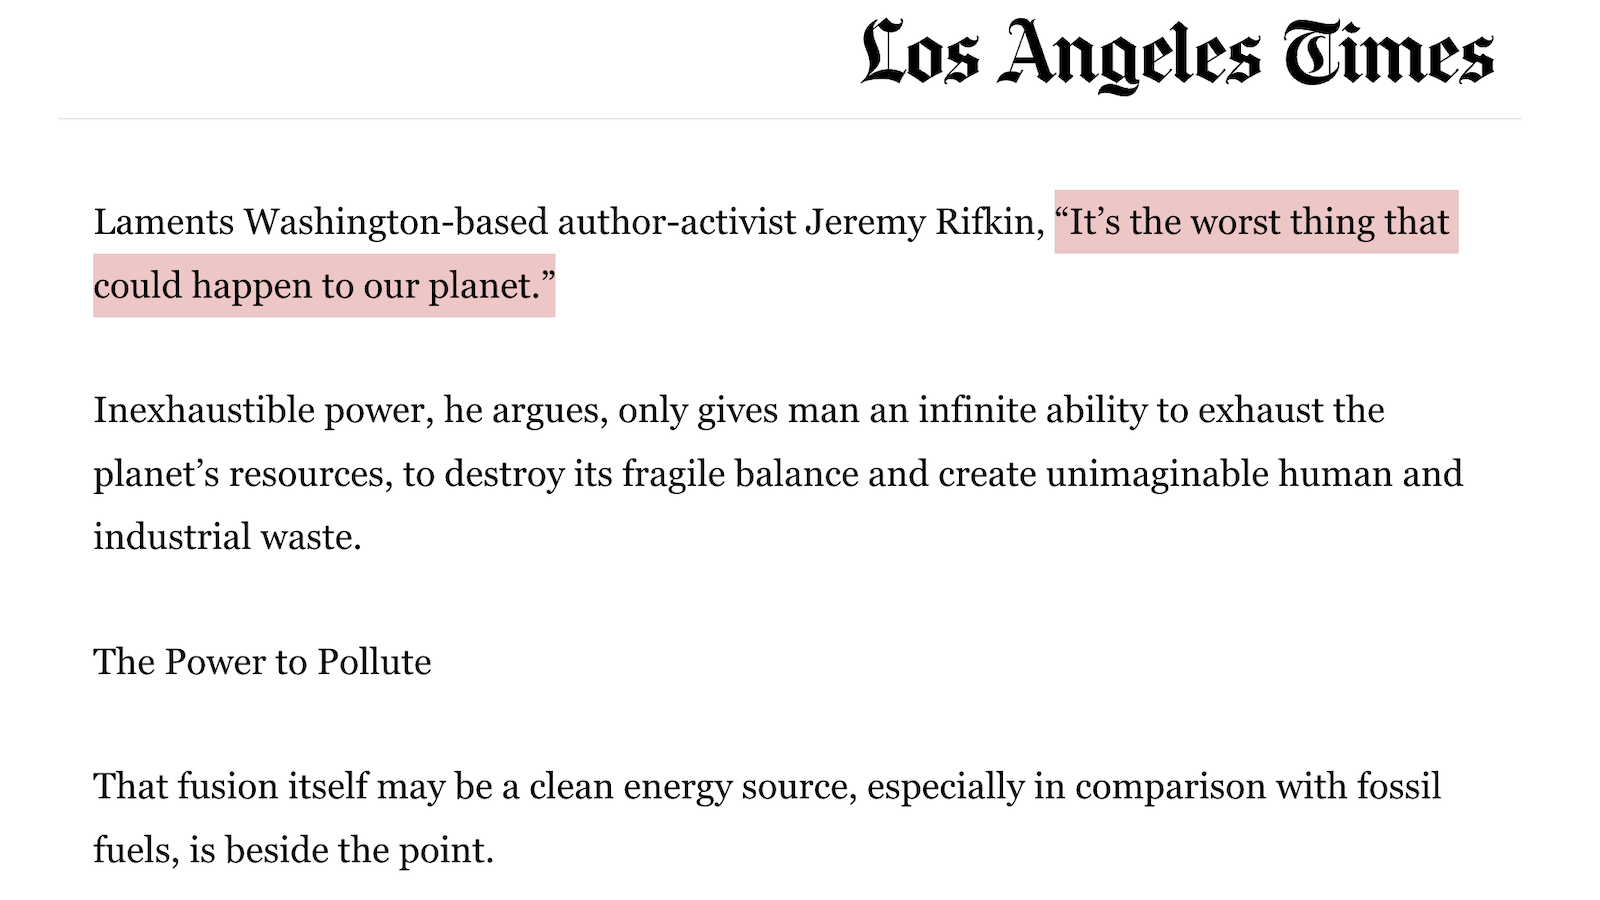 Los Angeles Times
Laments Washington-based author-activist Jeremy Rifkin, “It’s the worst thing that
could happen to our planet.”
Inexhaustible power, he argues, only gives man an infinite ability to exhaust the
planet’s resources, to destroy its fragile balance and create unimaginable human and
industrial waste.
The Power to Pollute
That fusion itself may be a clean energy source, especially in comparison with fossil
fuels, is beside the point.